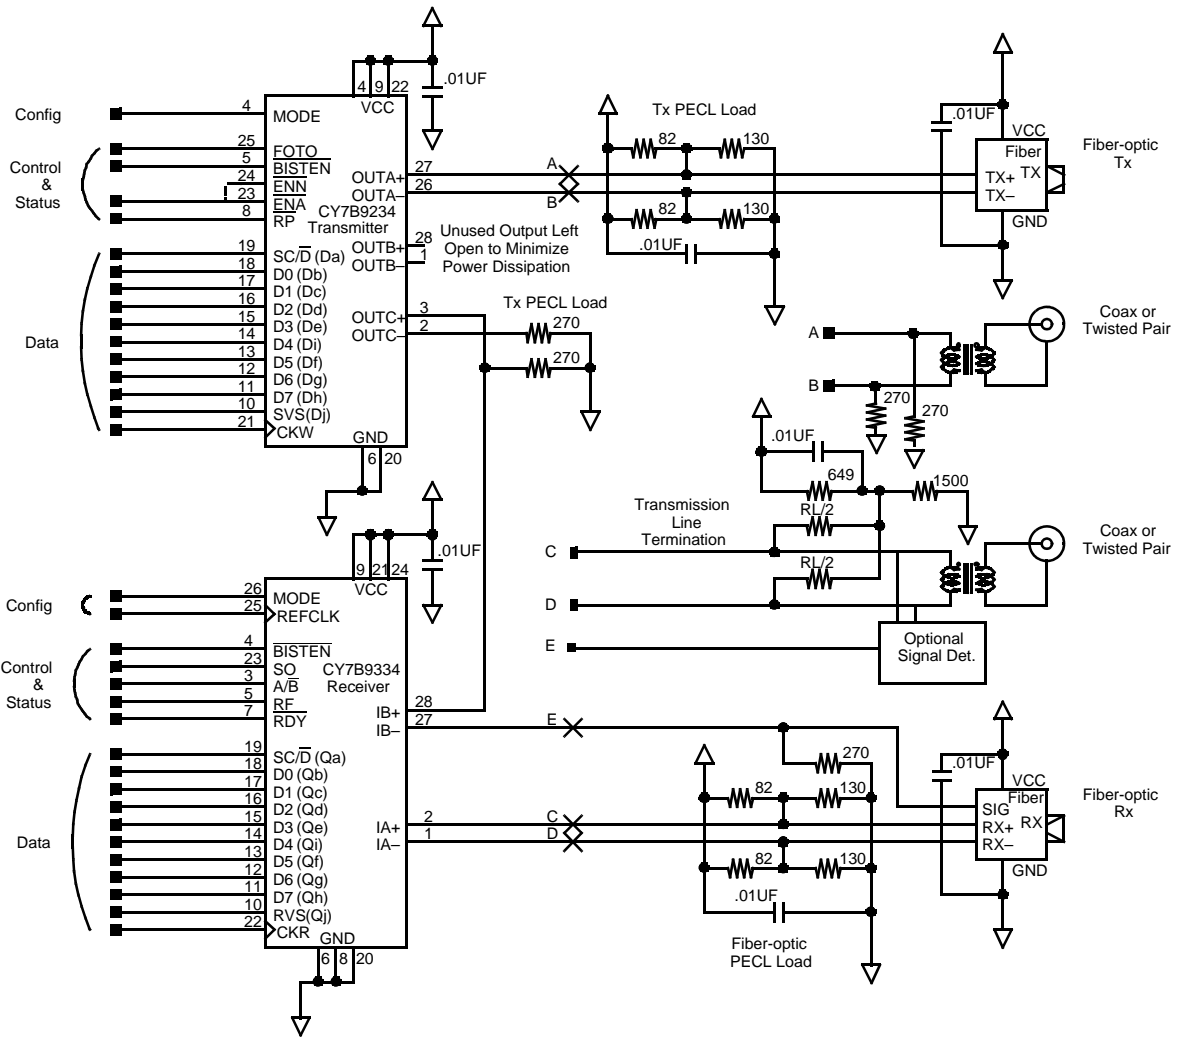 .01UF
4 9 22
VCC
Config
4
MODE
Control
&
Status
25
FOTO
5
BISTEN
24
ENN
23
ENA
8
RP
CY7B9234
Transmitter
OUTA+
27
OUTA–
26
OUTB+
28
OUTB–
1
OUTC+
3
OUTC–
2
Unused Output Left
Open to Minimize
Power Dissipation
Data
19
SC/D (Da)
18
D0 (Db)
17
D1 (Dc)
16
D2 (Dd)
15
D3 (De)
14
D4 (Di)
13
D5 (Df)
12
D6 (Dg)
11
D7 (Dh)
10
SVS(Dj)
21
CKW
GND
6 20
Tx PECL Load
270
270
A
B
Tx PECL Load
82
130
82
130
.01UF
.01UF
VCC
Fiber
TX
TX+
TX–
GND
Fiber-optic
Tx
A
B
270
270
Coax or
Twisted Pair
.01UF
649
1500
RL/2
RL/2
Transmission
Line
Termination
C
D
E
Optional
Signal Det.
Coax or
Twisted Pair
.01UF
9 21 24
VCC
Config
26
MODE
25
REFCLK
Control
&
Status
4
BISTEN
23
SO
3
A/B
5
RF
7
RDY
CY7B9334
Receiver
IB+
28
IB–
27
IA+
2
IA–
1
Data
19
SC/D (Qa)
18
D0 (Qb)
17
D1 (Qc)
16
D2 (Qd)
15
D3 (Qe)
14
D4 (Qi)
13
D5 (Qf)
12
D6 (Qg)
11
D7 (Qh)
10
RVS(Qj)
22
CKR
GND
6 8 20
E
C
D
270
82
130
82
130
.01UF
Fiber-optic
PECL Load
.01UF
VCC
Fiber
SIG
RX+
RX
RX–
GND
Fiber-optic
Rx